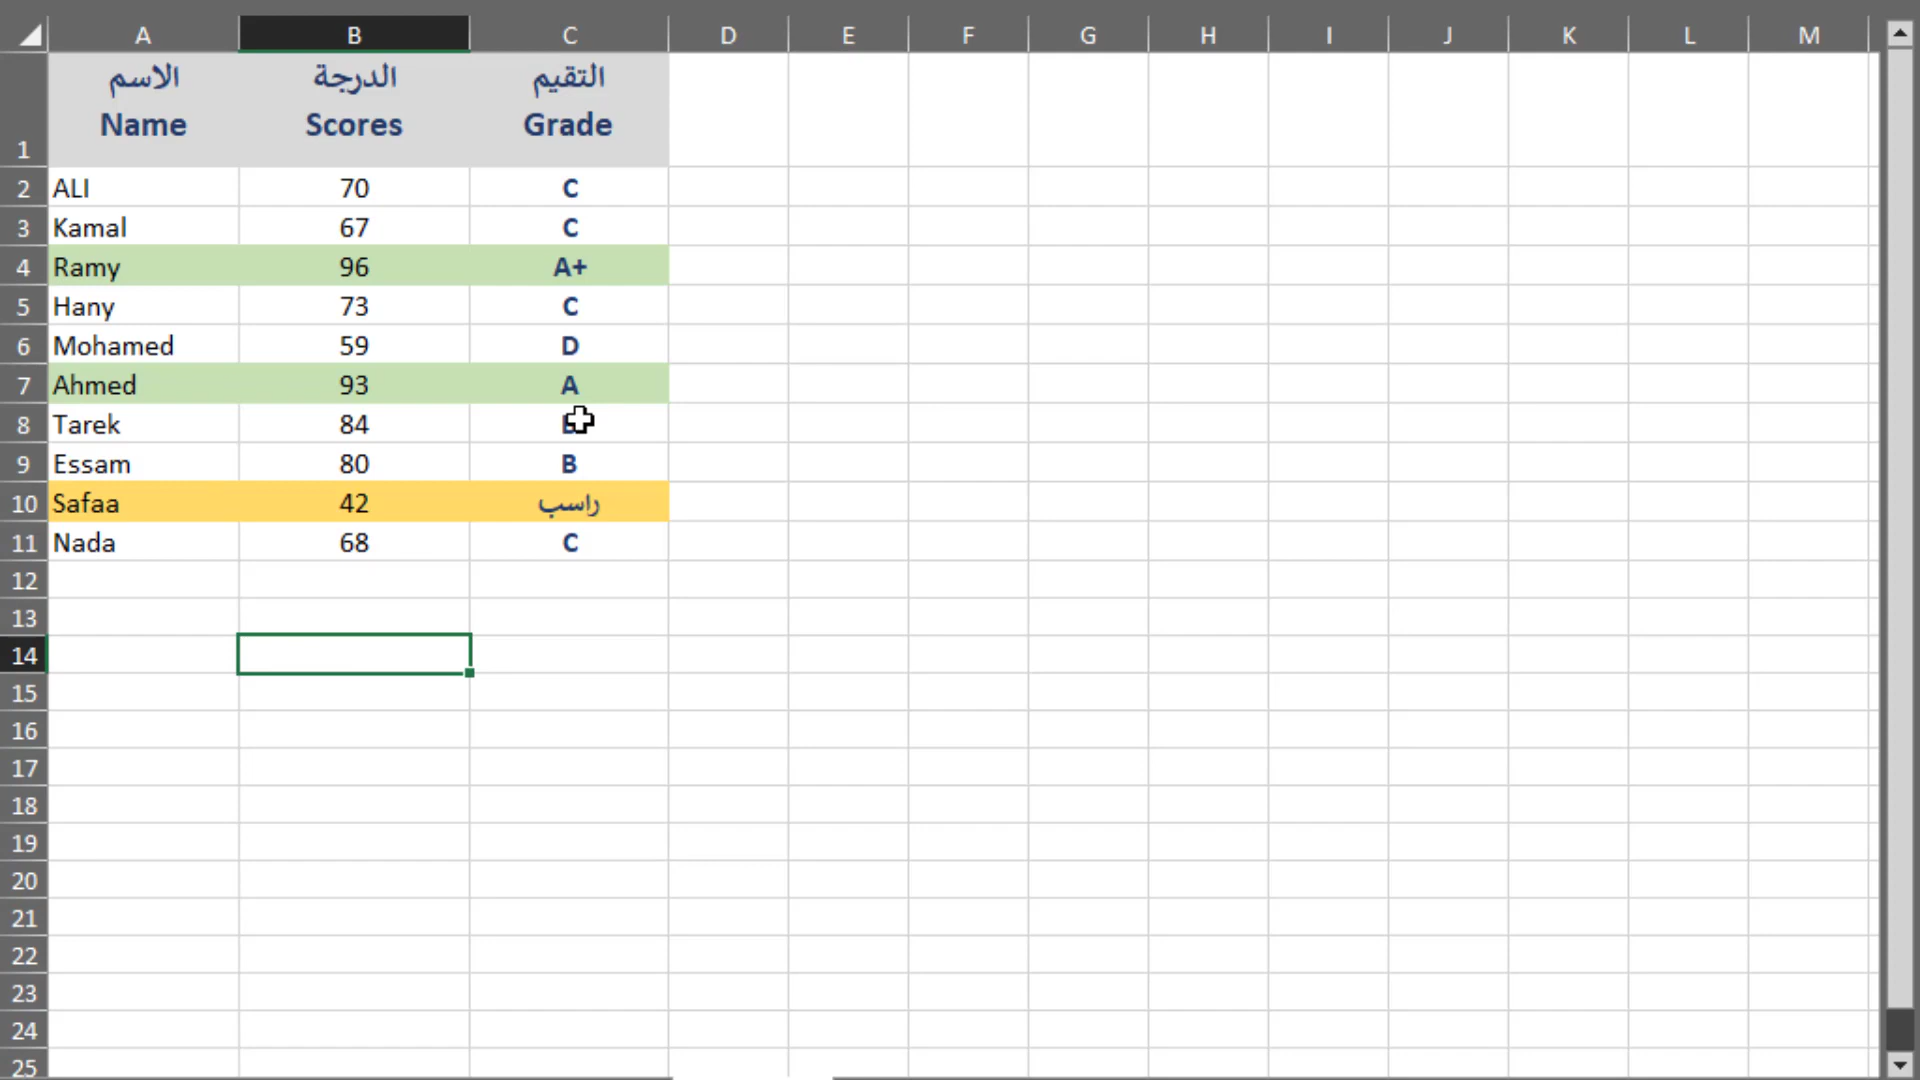 A B C D E F G H I J K L M
الاسم الدرجة التقيم
Name Scores Grade
1
2 ALI 70 C
3 Kamal 67 C
4 Ramy 96 A+
5 Hany 73 C
6 Mohamed 59 D
7 Ahmed 93 A
8 Tarek 84
9 Essam 80 B
10 Safaa 42 راسب
11 Nada 68 C
12
13
14
15
16
17
18
19
20
21
22
23
24
25